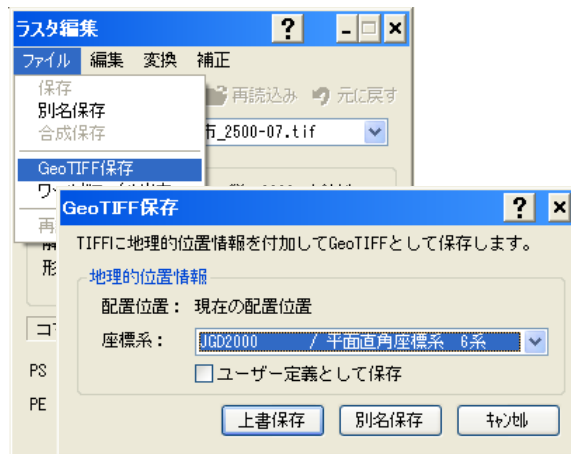 ラスタ編集
ファイル 編集 変換 補正
保存
別名保存
合成保存
再読込み 元に戻す
市_2500-07.tif
GeoTIFF保存
GeoTIFF保存
TIFFに地理的位置情報を付加してGeoTIFFとして保存します。
地理的位置情報
配置位置： 現在の配置位置
座標系： JGD2000 / 平面直角座標系 6系
ユーザー定義として保存
上書保存 別名保存 キャンセル
再
形
コ
PS
PE